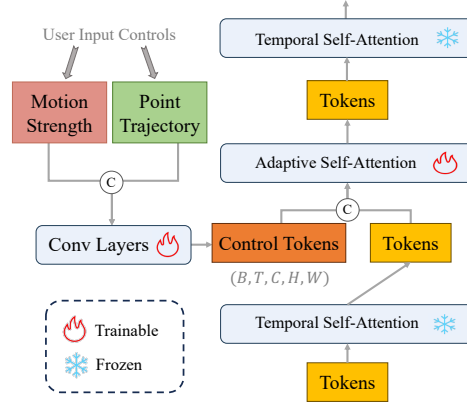 User Input Controls
Motion
Strength
Point
Trajectory
C
Conv Layers
Control Tokens
(B, T, C, H, W)
Trainable
Frozen
Temporal Self-Attention
Tokens
Adaptive Self-Attention
C
Tokens
Temporal Self-Attention
Tokens